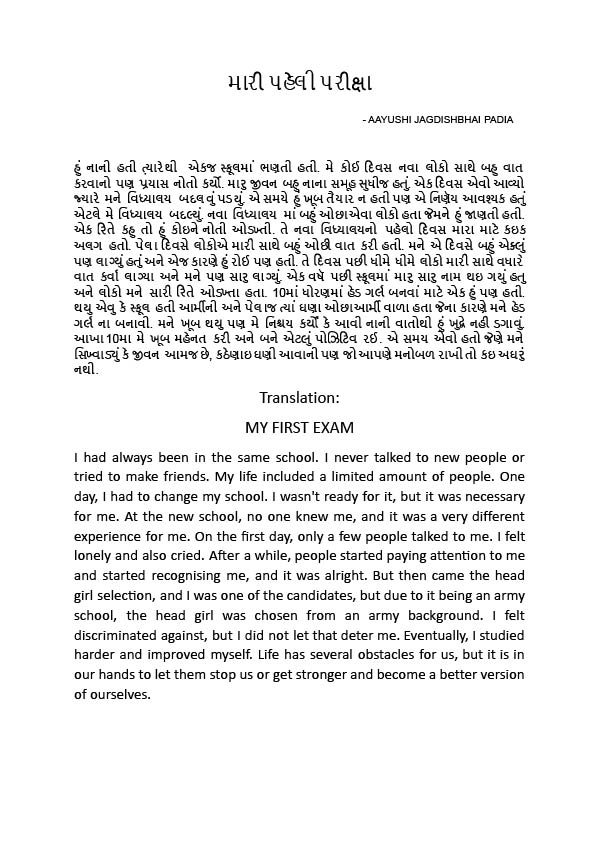 મારી પહેલી પરીક્ષા
- AAYUSHI JAGDISHBHAI PADIA
હું નાની હતી ત્યારેથી એકજ સ્કૂલમાં ભણતી હતી. મે કોઈ દિવસ નવા લોકો સાથે બહુ વાત
કરવાનો પણ પ્રયાસ નોતો કર્યો. મારુ જીવન બહુ નાના સમૂહ સુધીજ હતું. એક દિવસ એવો આવ્યો
જ્યારે મને વિધ્યાલય બદલવું પડયું. એ સમયે હું ખૂબ તૈયાર ન હતી પણ એ નિર્ણય આવશ્યક હતું
એટલે મે વિધ્યાલય બદલ્યું. નવા વિધ્યાલય માં બહું ઓછાએવા લોકો હતા જેમને હું જાણતી હતી.
એક રિતે કહુ તો હું કોઇને નોતી ઓળખ્તી. તે નવા વિધ્યાલયનો પહેલો દિવસ મારા માટે કઇક
અલગ હતો. પેલા દિવસે લોકોએ મારી સાથે બહું ઓછી વાત કરી હતી. મને એ દિવસે બહું એક્લું
પણ લાગ્યું હતું અને એજ કારણે હું રોઈ પણ હતી. તે દિવસ પછી ધીમે ધીમે લોકો મારી સાથે વધારે
વાત કર્વા લાગ્યા અને મને પણ સારુ લાગ્યું. એક વર્ષ પછી સ્કૂલમાં મારુ સારુ નામ થઇ ગયું હતુ
અને લોકો મને સારી રિતે ઓડખ્તા હતા. 10માં ધોરણમાં હેડ ગર્લ બનવાં માટે એક હું પણ હતી.
થયુ એવુ કે સ્કૂલ હતી આર્મીની અને પેલાજ ત્યાં ઘણા ઓછાઆર્મી વાળા હતા જેના કારણે મને હેડ
ગર્લ ના બનાવી. મને ખૂબ થયુ પણ મે નિશ્ચય કર્યો કે આવી નાની વાતોથી હું ખુદ્ને નહી ડગાવું.
આખા10મા મે ખૂબ મહેનત કરી અને બને એટલું પોઝિટિવ રઈ. એ સમય એવો હતો જેણે મને
સિખ્વાડ્યું કે જીવન આમજ છે, કઠેણાઇ ઘણી આવાની પણ જો આપણે મનોબળ રાખી તો કઇ અઘરું
નથી.
Translation:
MY FIRST EXAM
I had always been in the same school. I never talked to new people or
tried to make friends. My life included a limited amount of people. One
day, I had to change my school. I wasn't ready for it, but it was necessary
for me. At the new school, no one knew me, and it was a very different
experience for me. On the first day, only a few people talked to me. I felt
lonely and also cried. After a while, people started paying attention to me
and started recognising me, and it was alright. But then came the head
girl selection, and I was one of the candidates, but due to it being an army
school, the head girl was chosen from an army background. I felt
discriminated against, but I did not let that deter me. Eventually, I studied
harder and improved myself. Life has several obstacles for us, but it is in
our hands to let them stop us or get stronger and become a better version
of ourselves.